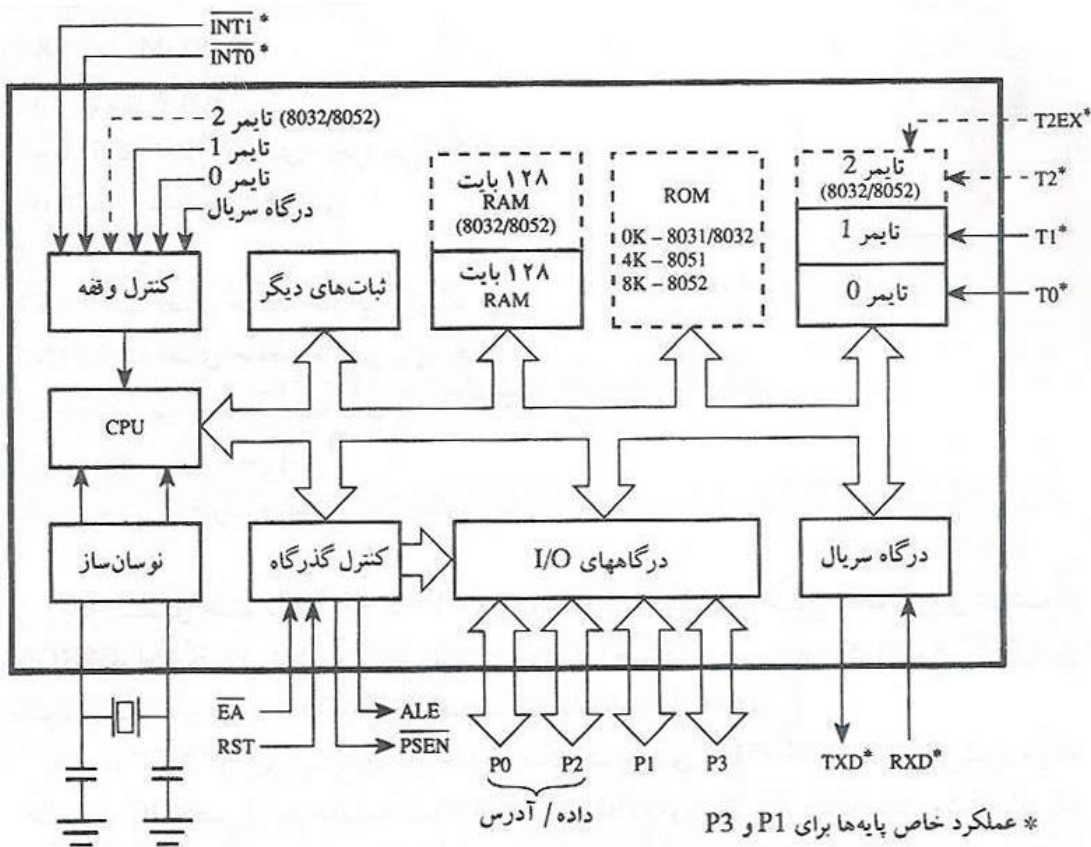 INT1 *
INT0 *
تایمر 2 (8032/8052)
تایمر 1
تایمر 0
درگاه سریال
کنترل وقفه
ثبات‌های دیگر
۱۲۸ بایت
RAM
(8032/8052)
۱۲۸ بایت
RAM
ROM
0K – 8031/8032
4K – 8051
8K – 8052
تایمر 2
(8032/8052)
تایمر 1
تایمر 0
T2EX*
T2*
T1*
T0*
CPU
نوسان‌ساز
کنترل گذرگاه
درگاههای I/O
درگاه سریال
EA
RST
ALE
PSEN
P0
P2
P1
P3
داده / آدرس
TXD*
RXD*
* عملکرد خاص پایه‌ها برای P1 و P3